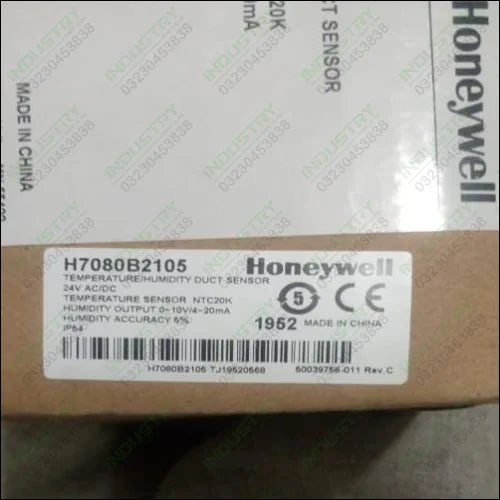 20K
mA
CT SENSOR
Honeywell
MADE IN CHINA
H7080B2105
Honeywell
TEMPERATURE/HUMIDITY DUCT SENSOR
24V AC/DC
TEMPERATURE SENSOR NTC20K
HUMIDITY OUTPUT 0~10V/4~20mA
HUMIDITY ACCURACY 5%
IP54
5
CE
1952 MADE IN CHINA
H7080B2105 TJ19520568
50039756-011 Rev.C
INDUSTRY
03230453838